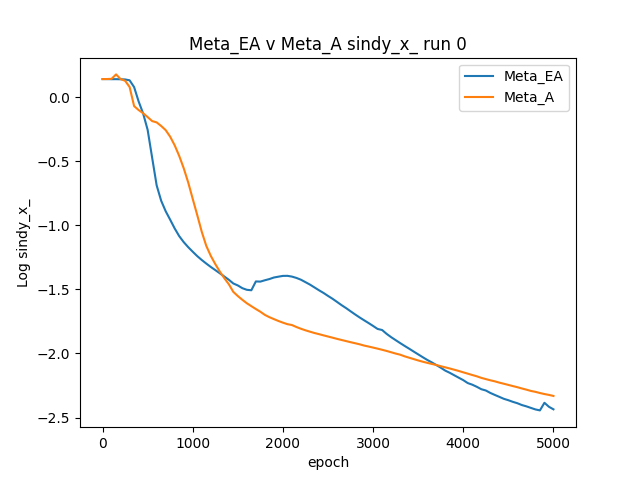 Meta_EA v Meta_A sindy_x_ run 0
Meta_EA
Meta_A
Log sindy_x_
0.0
−0.5
−1.0
−1.5
−2.0
−2.5
0
1000
2000
3000
4000
5000
epoch